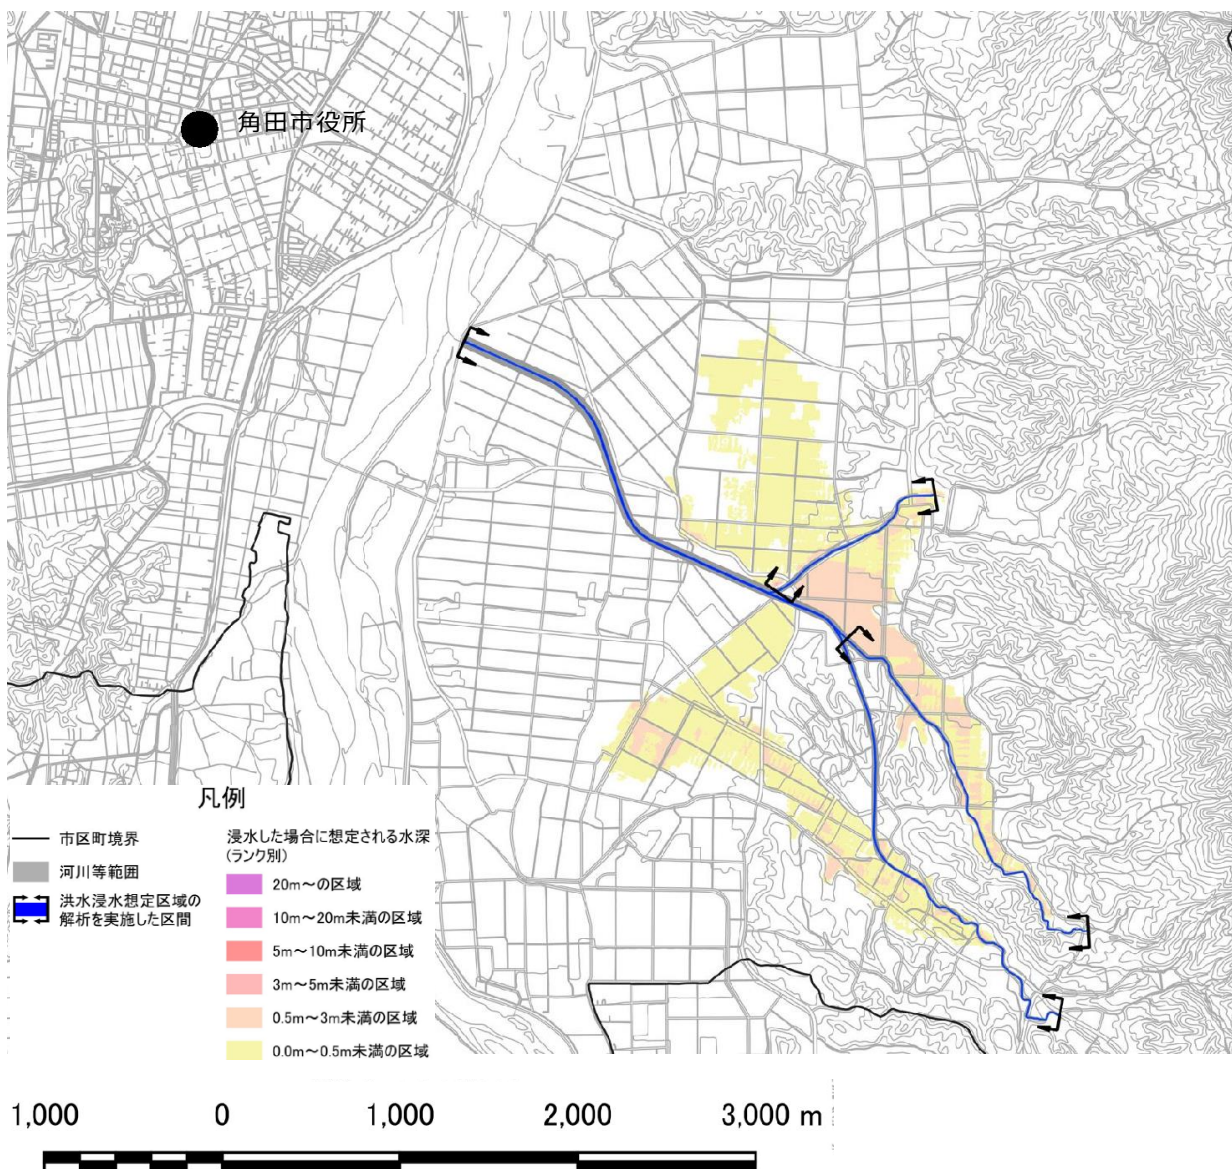 角田市役所
凡例
市区町境界
河川等範囲
洪水浸水想定区域の
解析を実施した区間
浸水した場合に想定される水深
(ランク別)
20m～の区域
10m～20m未満の区域
5m～10m未満の区域
3m～5m未満の区域
0.5m～3m未満の区域
0.0m～0.5m未満の区域
1,000 0 1,000 2,000 3,000 m